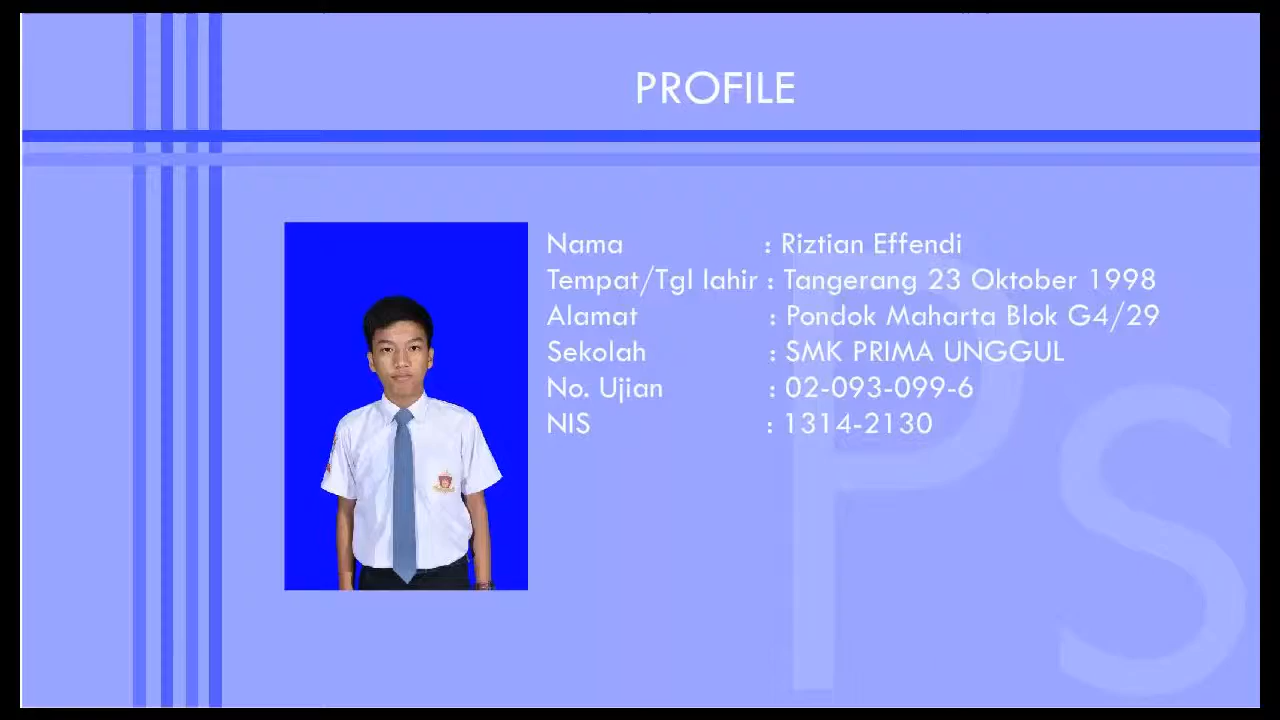 PROFILE
Nama : Riztian Effendi
Tempat/Tgl lahir : Tangerang 23 Oktober 1998
Alamat : Pondok Maharta Blok G4/29
Sekolah : SMK PRIMA UNGGUL
No. Ujian : 02-093-099-6
NIS : 1314-2130
Ps